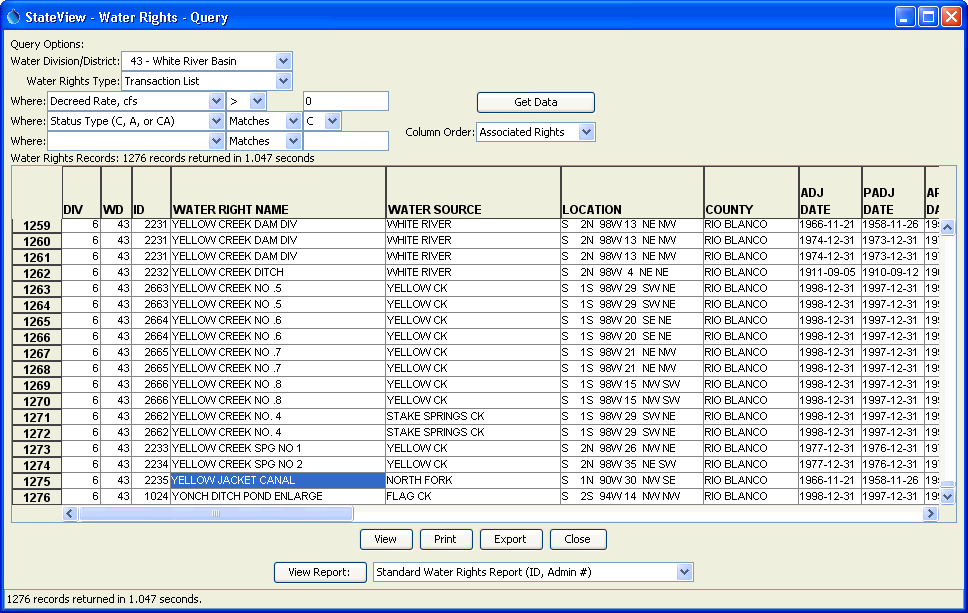 StateView - Water Rights - Query
Query Options:
Water Division/District: 43 - White River Basin
Water Rights Type: Transaction List
Where: Decreed Rate, cfs > 0
Get Data
Where: Status Type (C, A, or CA) Matches C
Column Order: Associated Rights
Where: Matches
Water Rights Records: 1276 records returned in 1.047 seconds
DIV WD ID WATER RIGHT NAME WATER SOURCE LOCATION COUNTY ADJ DATE PADJ DATE
1259 6 43 2231 YELLOW CREEK DAM DIV WHITE RIVER S 2N 98W 13 NE NW RIO BLANCO 1966-11-21 1958-11-26
1260 6 43 2231 YELLOW CREEK DAM DIV WHITE RIVER S 2N 98W 13 NE NW RIO BLANCO 1974-12-31 1973-12-31
1261 6 43 2231 YELLOW CREEK DAM DIV WHITE RIVER S 2N 98W 13 NE NW RIO BLANCO 1974-12-31 1973-12-31
1262 6 43 2232 YELLOW CREEK DITCH WHITE RIVER S 2N 98W 4 NE NE RIO BLANCO 1911-09-05 1910-09-12
1263 6 43 2663 YELLOW CREEK NO .5 YELLOW CK S 1S 98W 29 SW NE RIO BLANCO 1998-12-31 1997-12-31
1264 6 43 2663 YELLOW CREEK NO .5 YELLOW CK S 1S 98W 29 SW NE RIO BLANCO 1998-12-31 1997-12-31
1265 6 43 2664 YELLOW CREEK NO .6 YELLOW CK S 1S 98W 20 SE NE RIO BLANCO 1998-12-31 1997-12-31
1266 6 43 2664 YELLOW CREEK NO .6 YELLOW CK S 1S 98W 20 SE NE RIO BLANCO 1998-12-31 1997-12-31
1267 6 43 2665 YELLOW CREEK NO .7 YELLOW CK S 1S 98W 21 NE NW RIO BLANCO 1998-12-31 1997-12-31
1268 6 43 2665 YELLOW CREEK NO .7 YELLOW CK S 1S 98W 21 NE NW RIO BLANCO 1998-12-31 1997-12-31
1269 6 43 2666 YELLOW CREEK NO .8 YELLOW CK S 1S 98W 15 NW SW RIO BLANCO 1998-12-31 1997-12-31
1270 6 43 2666 YELLOW CREEK NO .8 YELLOW CK S 1S 98W 15 NW SW RIO BLANCO 1998-12-31 1997-12-31
1271 6 43 2662 YELLOW CREEK NO. 4 STAKE SPRINGS CK S 1S 98W 29 SW NE RIO BLANCO 1998-12-31 1997-12-31
1272 6 43 2662 YELLOW CREEK NO. 4 STAKE SPRINGS CK S 1S 98W 29 SW NE RIO BLANCO 1998-12-31 1997-12-31
1273 6 43 2233 YELLOW CREEK SPG NO 1 YELLOW CK S 2N 98W 26 NW NE RIO BLANCO 1977-12-31 1976-12-31
1274 6 43 2234 YELLOW CREEK SPG NO 2 YELLOW CK S 2N 98W 35 NE SW RIO BLANCO 1977-12-31 1976-12-31
1275 6 43 2235 YELLOW JACKET CANAL NORTH FORK S 1N 90W 30 NW SE RIO BLANCO 1966-11-21 1958-11-26
1276 6 43 1024 YONCH DITCH POND ENLARGE FLAG CK S 2S 94W 14 NW NW RIO BLANCO 1998-12-31 1997-12-31
View Print Export Close
View Report: Standard Water Rights Report (ID, Admin #)
1276 records returned in 1.047 seconds.